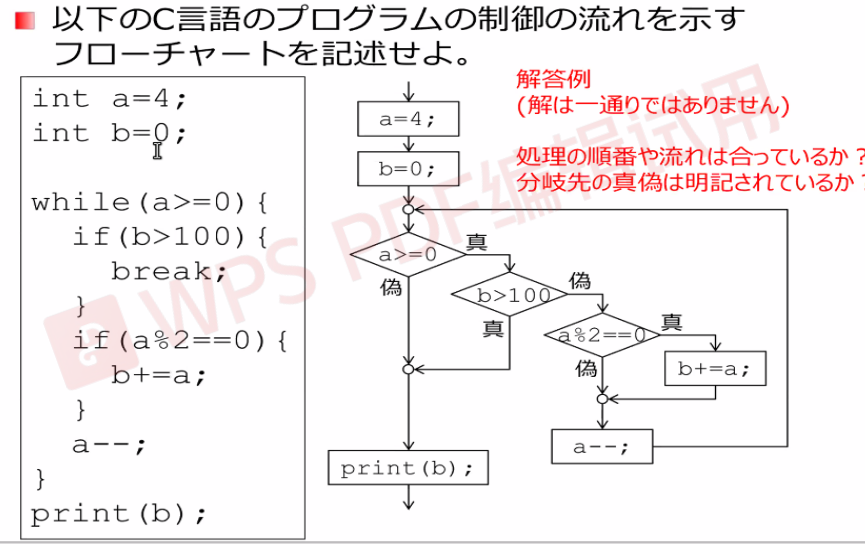 以下のC言語のプログラムの制御の流れを示す
フローチャートを記述せよ。
int a=4;
int b=0;
while(a>=0){
if(b>100){
break;
}
if(a%2==0){
b+=a;
}
a--;
}
print(b);
解答例
(解は一通りではありません)
処理の順番や流れは合っているか?
分岐先の真偽は明記されているか?
a=4;
b=0;
a>=0
真
偽
b>100
偽
真
a%2==0
真
偽
b+=a;
a--;
print(b);
WPS PDF编辑试用